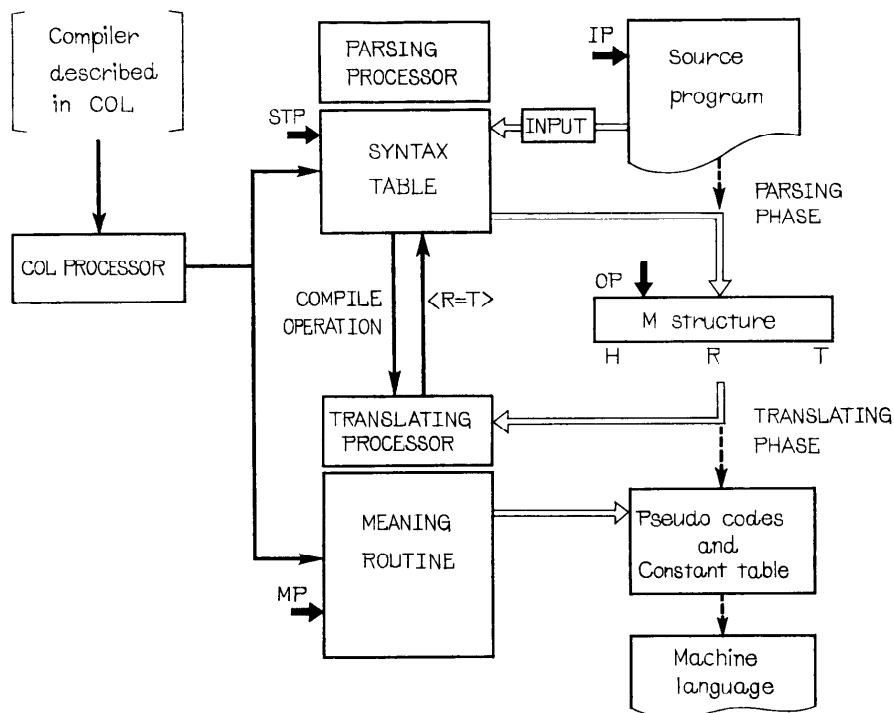 Compiler
described
in COL
PARSING
PROCESSOR
IP
Source
program
STP
INPUT
SYNTAX
TABLE
PARSING
PHASE
COL PROCESSOR
COMPILE
OPERATION
<R=T>
OP
M structure
H R T
TRANSLATING
PROCESSOR
TRANSLATING
PHASE
MEANING
ROUTINE
Pseudo codes
and
Constant table
MP
Machine
language